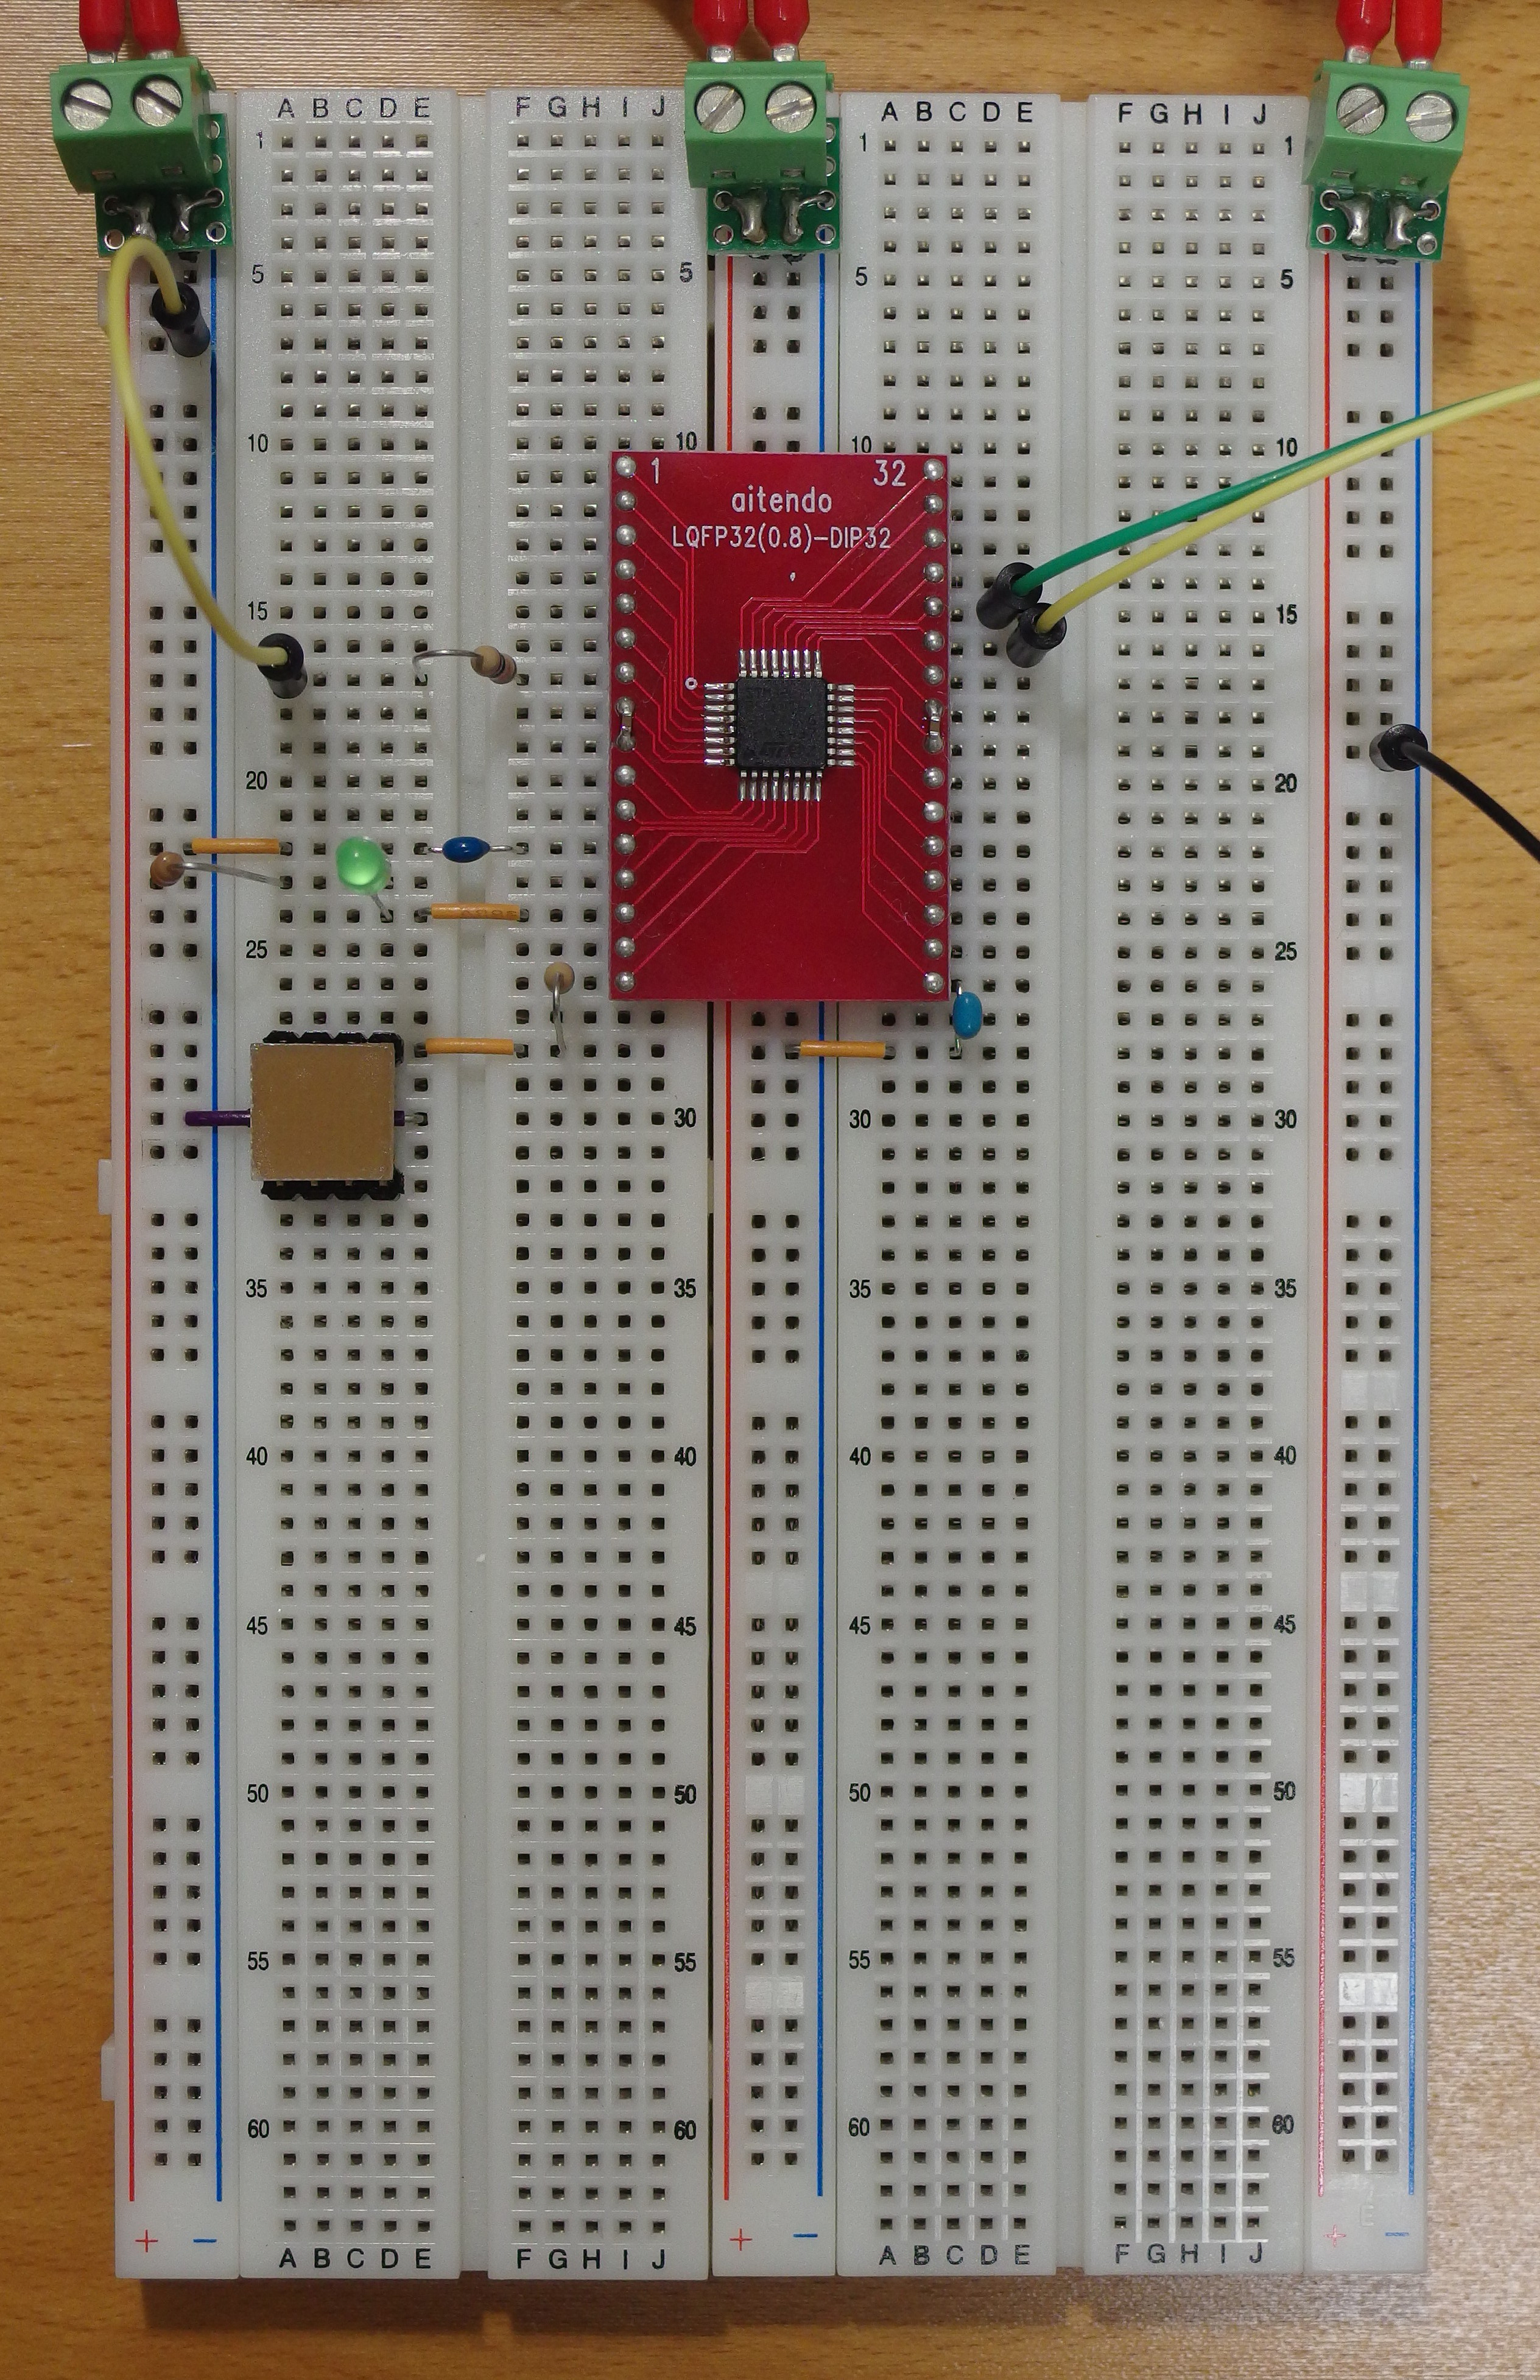 A B C D E F G H I J A B C D E F G H I J
1 1 1
5 5 5 5
10 10 10 10
1 32
aitendo
LQFP32(0.8)-DIP32
15 15
20 20
25 25
30 30 30
35 35 35 35
40 40 40 40
45 45 45 45
50 50 50 50
55 55 55 55
60 60 60 60
+ − + − + −
A B C D E F G H I J A B C D E F G H I J